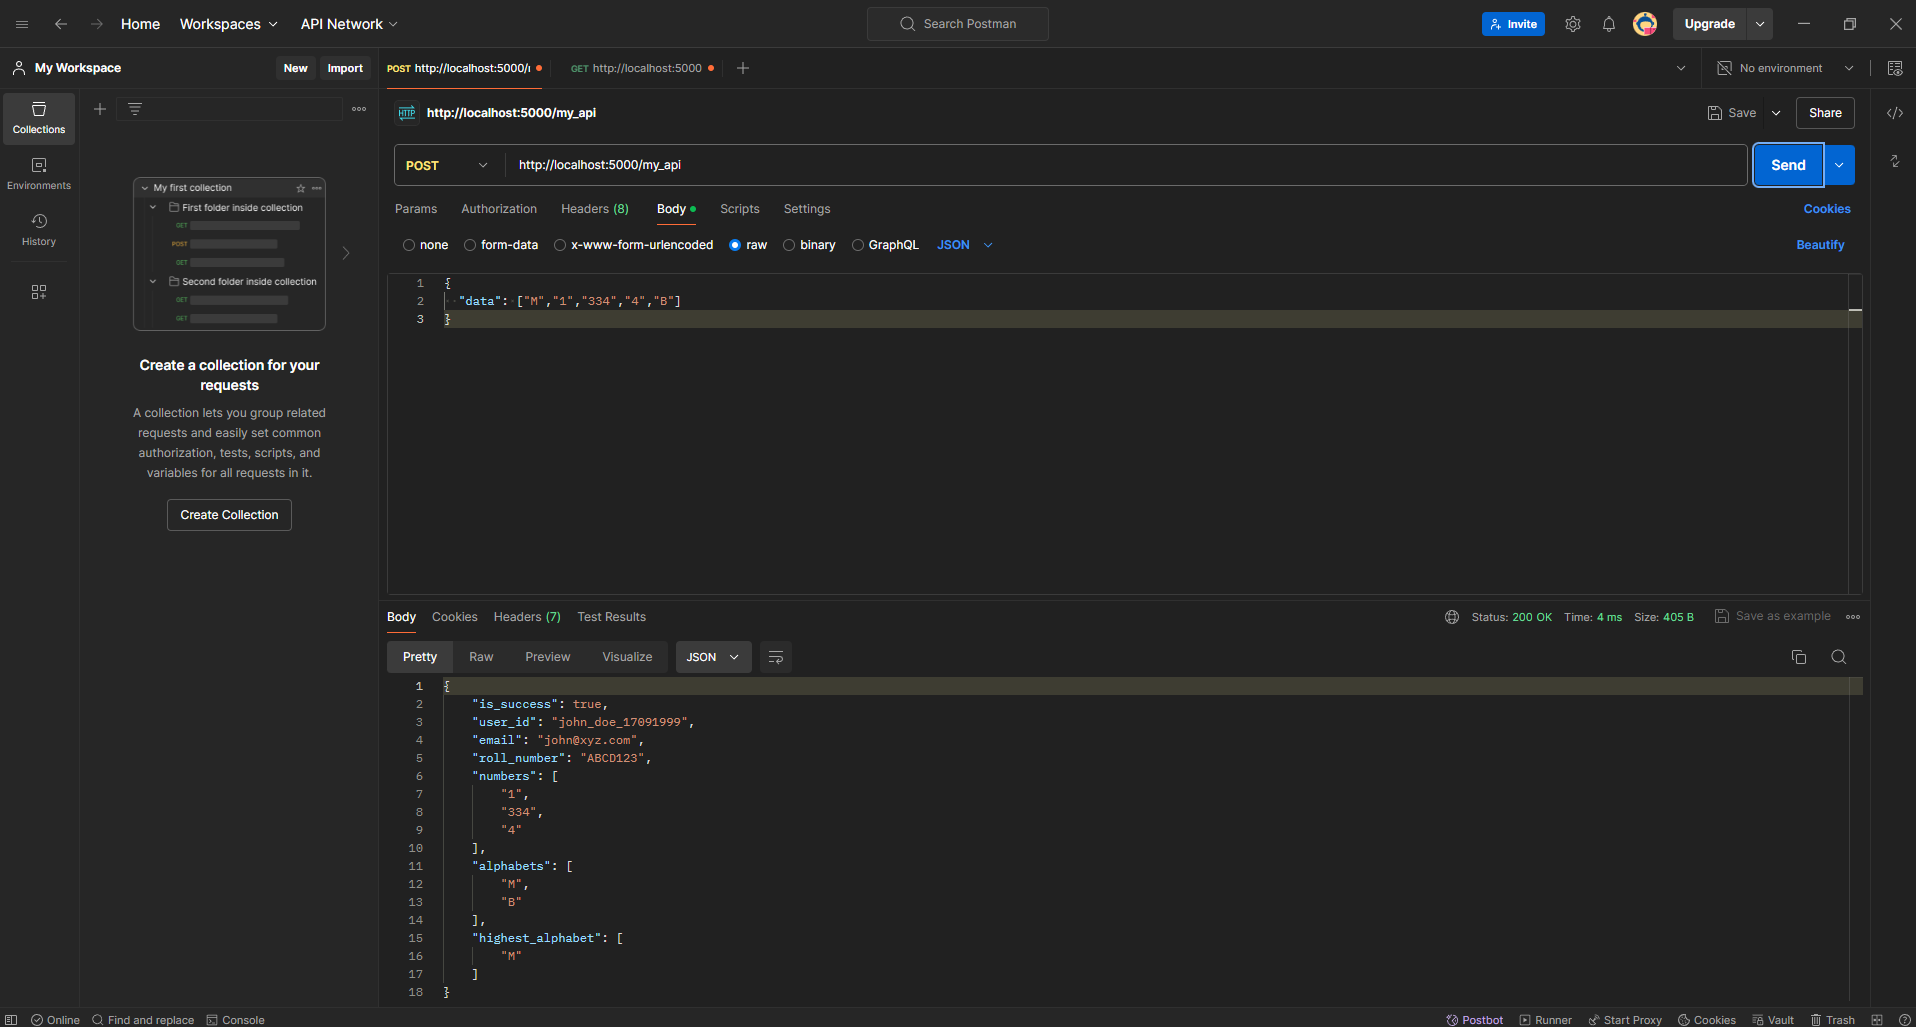 Home Workspaces API Network Search Postman Invite Upgrade
My Workspace New Import POST http://localhost:5000/ GET http://localhost:5000 No environment
Collections
Environments
History
My first collection
First folder inside collection
GET
POST
GET
Second folder inside collection
GET
GET
Create a collection for your
requests
A collection lets you group related
requests and easily set common
authorization, tests, scripts, and
variables for all requests in it.
Create Collection
HTTP http://localhost:5000/my_api Save Share
POST http://localhost:5000/my_api Send
Params Authorization Headers (8) Body Scripts Settings Cookies
none form-data x-www-form-urlencoded raw binary GraphQL JSON Beautify
1 {
2 "data": ["M","1","334","4","B"]
3 }
Body Cookies Headers (7) Test Results Status: 200 OK Time: 4 ms Size: 405 B Save as example
Pretty Raw Preview Visualize JSON
1 {
2 "is_success": true,
3 "user_id": "john_doe_17091999",
4 "email": "john@xyz.com",
5 "roll_number": "ABCD123",
6 "numbers": [
7 "1",
8 "334",
9 "4"
10 ],
11 "alphabets": [
12 "M",
13 "B"
14 ],
15 "highest_alphabet": [
16 "M"
17 ]
18 }
Online Find and replace Console Postbot Runner Start Proxy Cookies Vault Trash